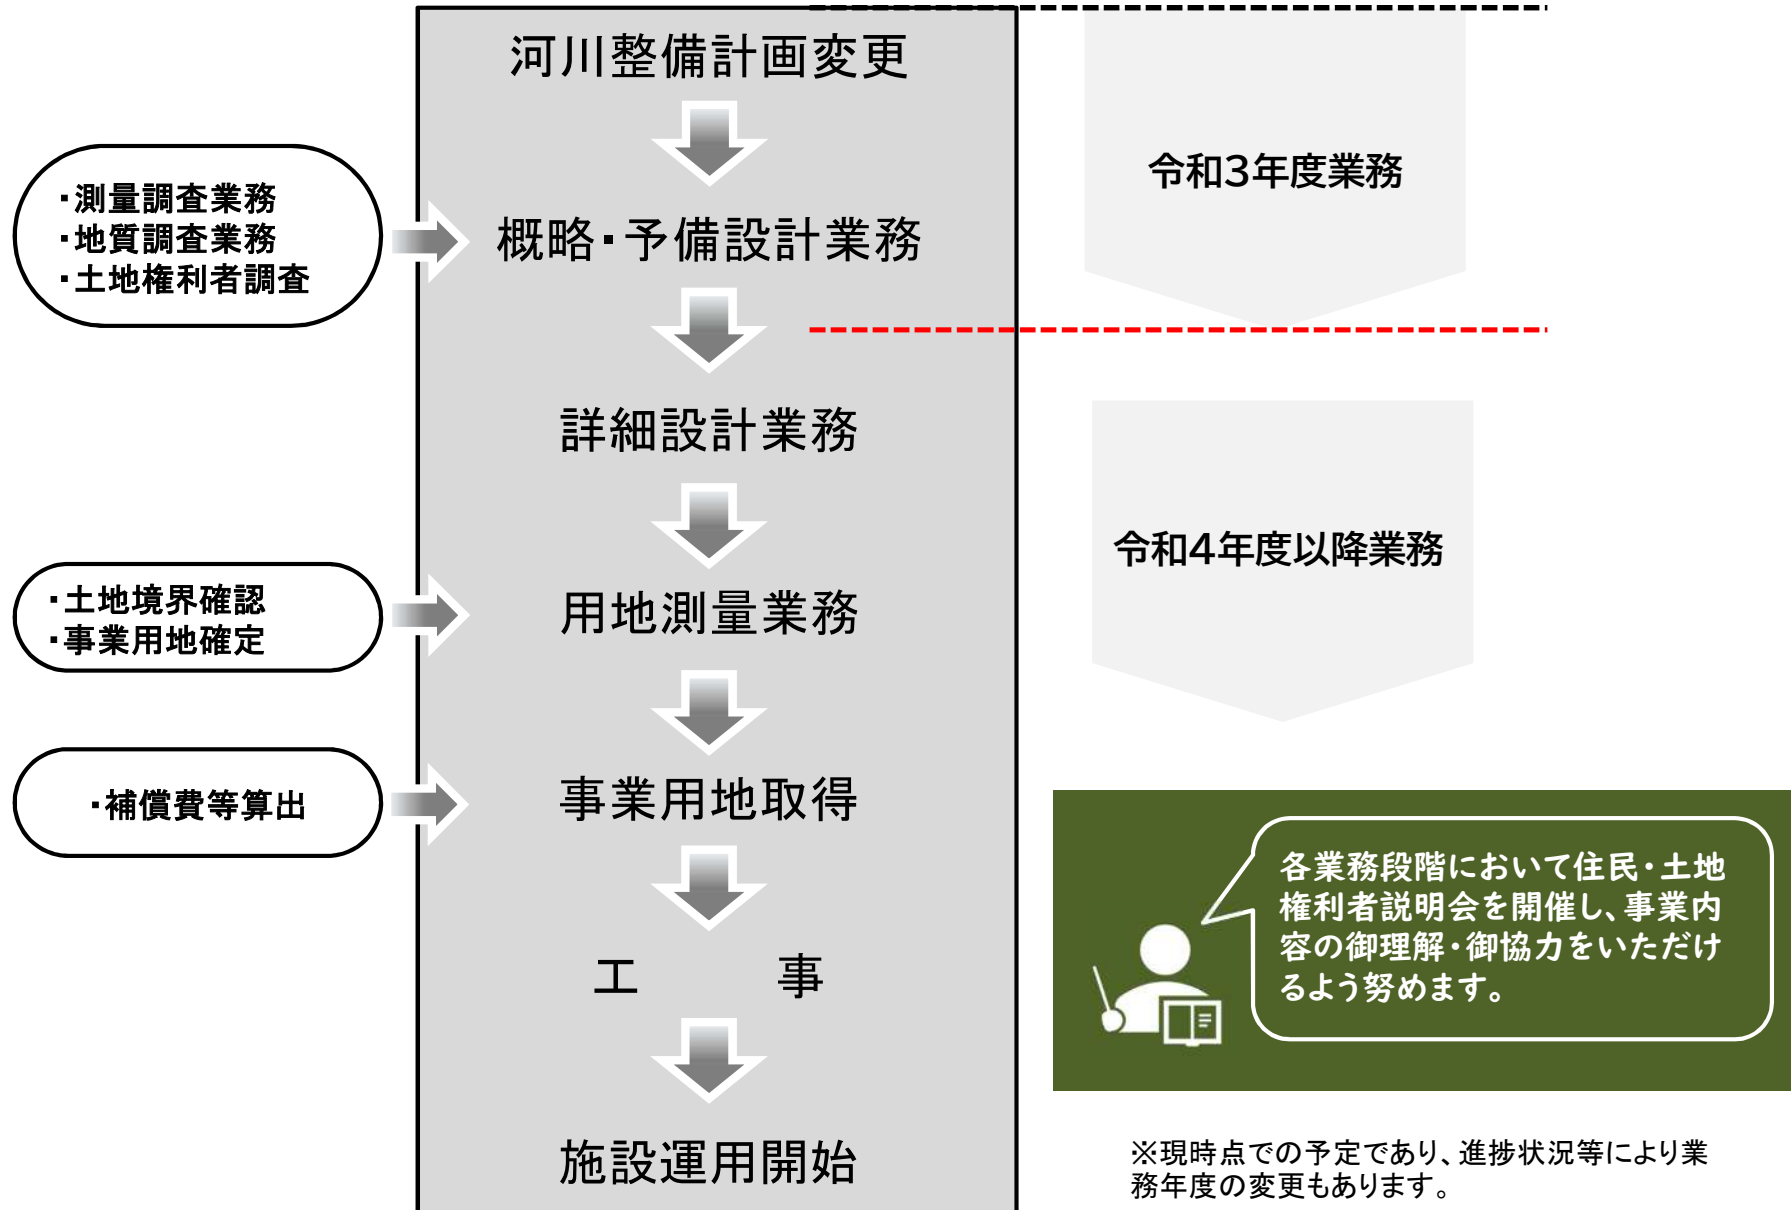 河川整備計画変更
・測量調査業務
・地質調査業務
・土地権利者調査
概略・予備設計業務
令和3年度業務
詳細設計業務
令和4年度以降業務
・土地境界確認
・事業用地確定
用地測量業務
・補償費等算出
事業用地取得
工　事
施設運用開始
各業務段階において住民・土地
権利者説明会を開催し、事業内
容の御理解・御協力をいただけ
るよう努めます。
※現時点での予定であり、進捗状況等により業
務年度の変更もあります。